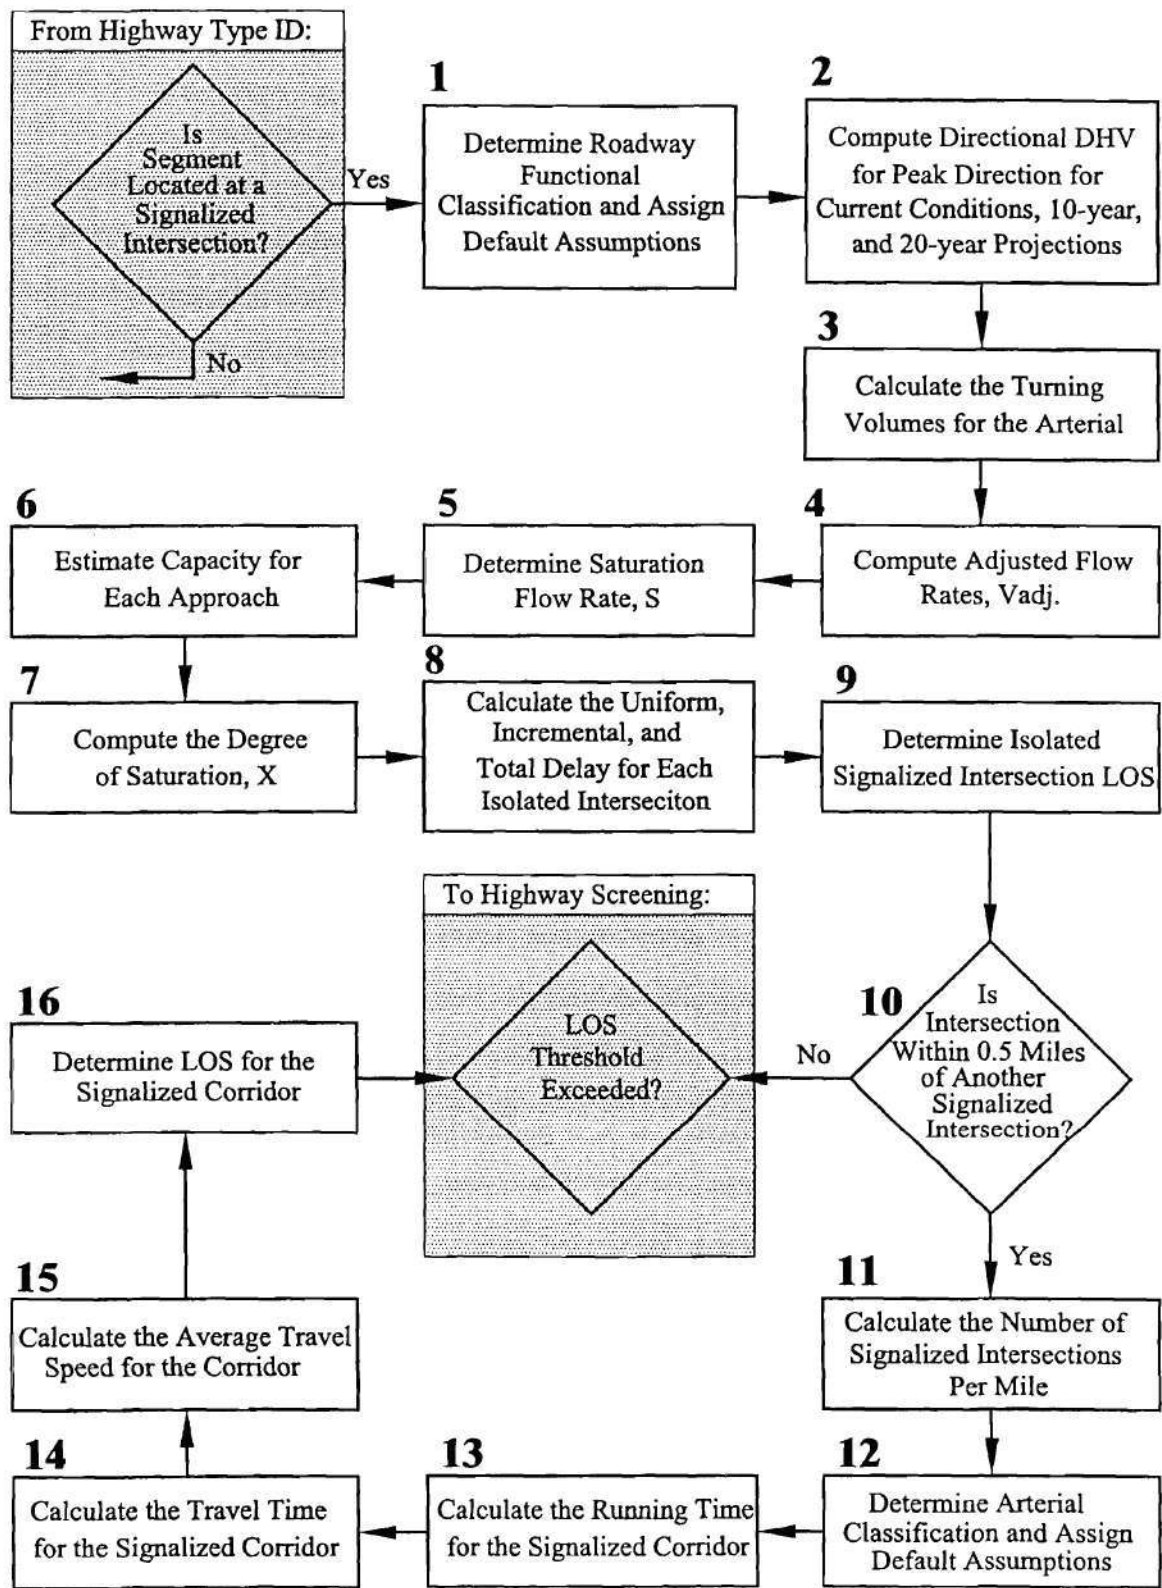 From Highway Type ID:
Is
Segment
Located at a
Signalized
Intersection?
Yes
No
1
Determine Roadway
Functional
Classification and Assign
Default Assumptions
2
Compute Directional DHV
for Peak Direction for
Current Conditions, 10-year,
and 20-year Projections
3
Calculate the Turning
Volumes for the Arterial
4
Compute Adjusted Flow
Rates, Vadj.
5
Determine Saturation
Flow Rate, S
6
Estimate Capacity for
Each Approach
7
Compute the Degree
of Saturation, X
8
Calculate the Uniform,
Incremental, and
Total Delay for Each
Isolated Interseciton
9
Determine Isolated
Signalized Intersection LOS
10
Is
Intersection
Within 0.5 Miles
of Another
Signalized
Intersection?
No
Yes
To Highway Screening:
LOS
Threshold
Exceeded?
11
Calculate the Number of
Signalized Intersections
Per Mile
12
Determine Arterial
Classification and Assign
Default Assumptions
13
Calculate the Running Time
for the Signalized Corridor
14
Calculate the Travel Time
for the Signalized Corridor
15
Calculate the Average Travel
Speed for the Corridor
16
Determine LOS for the
Signalized Corridor